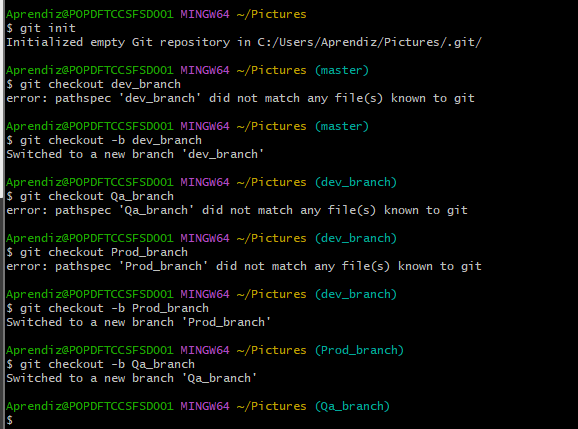 Aprendiz@POPDFTCCSFSD001 MINGW64 ~/Pictures
$ git init
Initialized empty Git repository in C:/Users/Aprendiz/Pictures/.git/
Aprendiz@POPDFTCCSFSD001 MINGW64 ~/Pictures (master)
$ git checkout dev_branch
error: pathspec 'dev_branch' did not match any file(s) known to git
Aprendiz@POPDFTCCSFSD001 MINGW64 ~/Pictures (master)
$ git checkout -b dev_branch
Switched to a new branch 'dev_branch'
Aprendiz@POPDFTCCSFSD001 MINGW64 ~/Pictures (dev_branch)
$ git checkout Qa_branch
error: pathspec 'Qa_branch' did not match any file(s) known to git
Aprendiz@POPDFTCCSFSD001 MINGW64 ~/Pictures (dev_branch)
$ git checkout Prod_branch
error: pathspec 'Prod_branch' did not match any file(s) known to git
Aprendiz@POPDFTCCSFSD001 MINGW64 ~/Pictures (dev_branch)
$ git checkout -b Prod_branch
Switched to a new branch 'Prod_branch'
Aprendiz@POPDFTCCSFSD001 MINGW64 ~/Pictures (Prod_branch)
$ git checkout -b Qa_branch
Switched to a new branch 'Qa_branch'
Aprendiz@POPDFTCCSFSD001 MINGW64 ~/Pictures (Qa_branch)
$